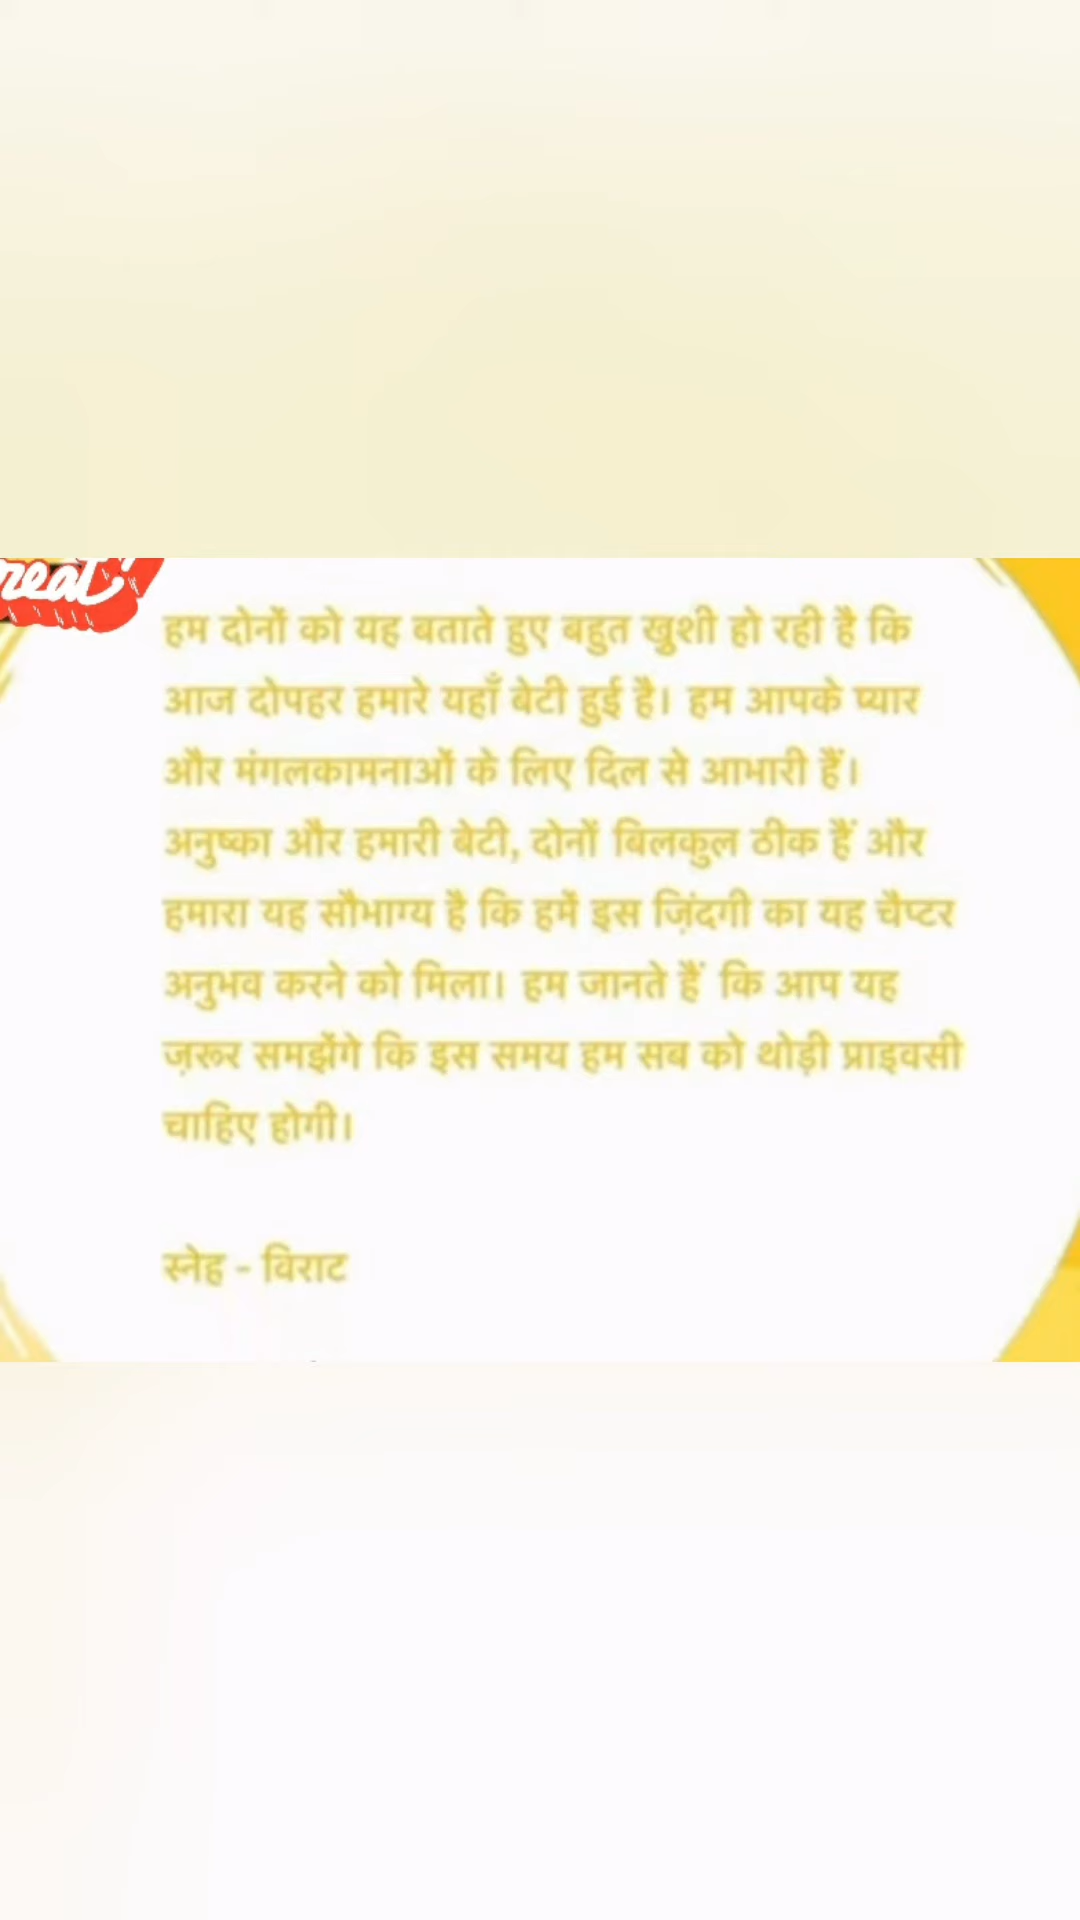 हम दोनों को यह बताते हुए बहुत खुशी हो रही है कि
आज दोपहर हमारे यहाँ बेटी हुई है। हम आपके प्यार
और मंगलकामनाओं के लिए दिल से आभारी हैं।
अनुष्का और हमारी बेटी, दोनों बिलकुल ठीक हैं और
हमारा यह सौभाग्य है कि हमें इस ज़िंदगी का यह चैप्टर
अनुभव करने को मिला। हम जानते हैं कि आप यह
ज़रूर समझेंगे कि इस समय हम सब को थोड़ी प्राइवसी
चाहिए होगी।
स्नेह - विराट